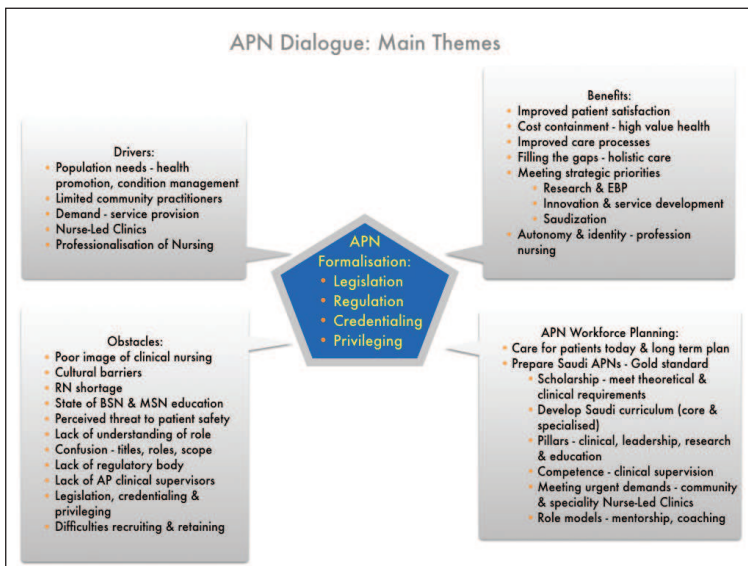 APN Dialogue: Main Themes
Drivers:
• Population needs - health
promotion, condition management
• Limited community practitioners
• Demand - service provision
• Nurse-Led Clinics
• Professionalisation of Nursing
Benefits:
• Improved patient satisfaction
• Cost containment - high value health
• Improved care processes
• Filling the gaps - holistic care
• Meeting strategic priorities
• Research & EBP
• Innovation & service development
• Saudization
• Autonomy & identity - profession
nursing
APN
Formalisation:
• Legislation
• Regulation
• Credentialing
• Privileging
Obstacles:
• Poor image of clinical nursing
• Cultural barriers
• RN shortage
• State of BSN & MSN education
• Perceived threat to patient safety
• Lack of understanding of role
• Confusion - titles, roles, scope
• Lack of regulatory body
• Lack of AP clinical supervisors
• Legislation, credentialing &
privileging
• Difficulties recruiting & retaining
APN Workforce Planning:
• Care for patients today & long term plan
• Prepare Saudi APNs - Gold standard
• Scholarship - meet theoretical &
clinical requirements
• Develop Saudi curriculum (core &
specialised)
• Pillars - clinical, leadership, research
& education
• Competence - clinical supervision
• Meeting urgent demands - community
& speciality Nurse-Led Clinics
• Role models - mentorship, coaching